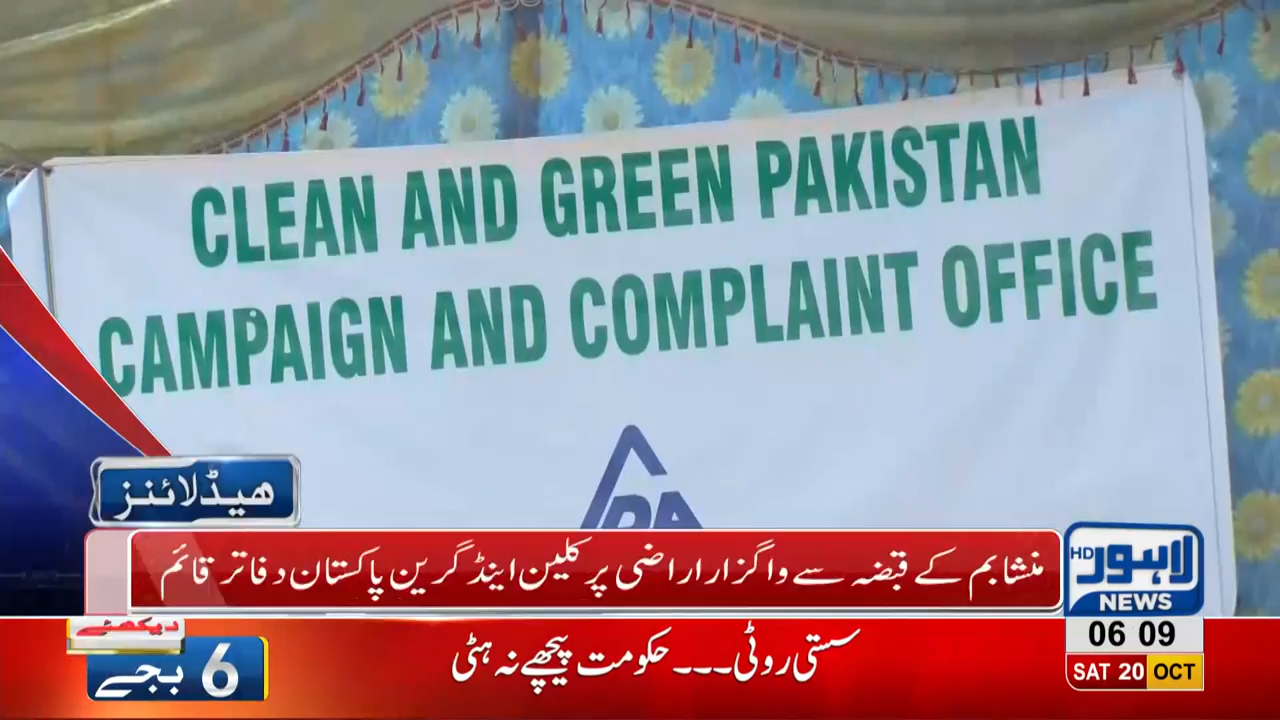 CLEAN AND GREEN PAKISTAN
CAMPAIGN AND COMPLAINT OFFICE
ھیڈلائنز
منشا بم کے قبضہ سے واگزار اراضی پر کلین اینڈ گرین پاکستان دفاتر قائم
HD
لاہور
NEWS
06 09
SAT 20 OCT
دیکھئے
6 بجے
سستی روٹی۔۔۔ حکومت پیچھے نہ ہٹی